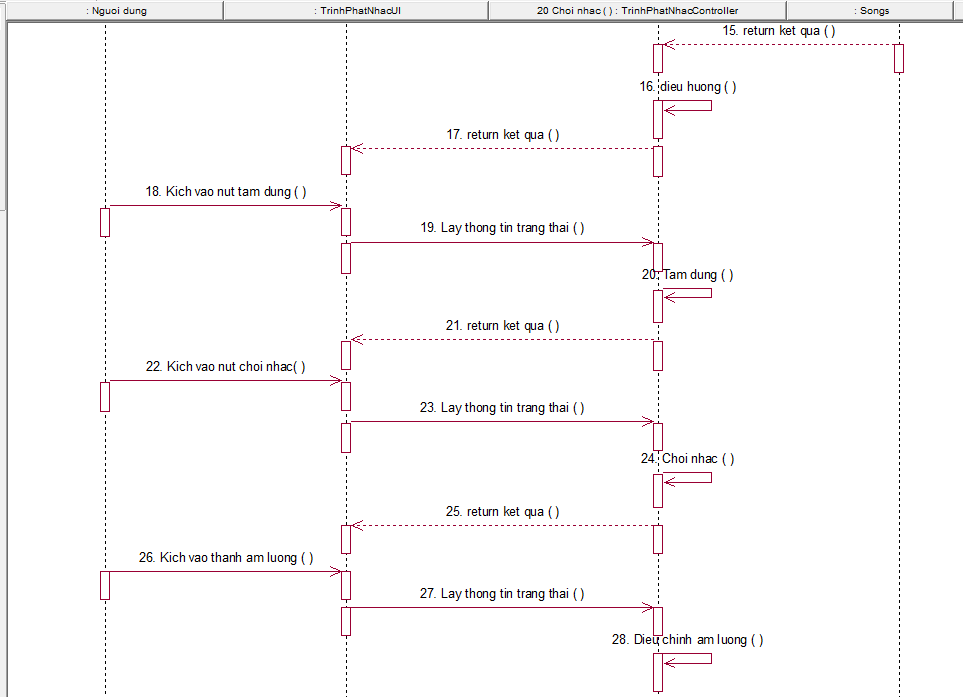 : Nguoi dung
: TrinhPhatNhacUI
20 Choi nhac ( ) : TrinhPhatNhacController
: Songs
15. return ket qua ( )
16. dieu huong ( )
17. return ket qua ( )
18. Kich vao nut tam dung ( )
19. Lay thong tin trang thai ( )
20. Tam dung ( )
21. return ket qua ( )
22. Kich vao nut choi nhac( )
23. Lay thong tin trang thai ( )
24. Choi nhac ( )
25. return ket qua ( )
26. Kich vao thanh am luong ( )
27. Lay thong tin trang thai ( )
28. Dieu chinh am luong ( )